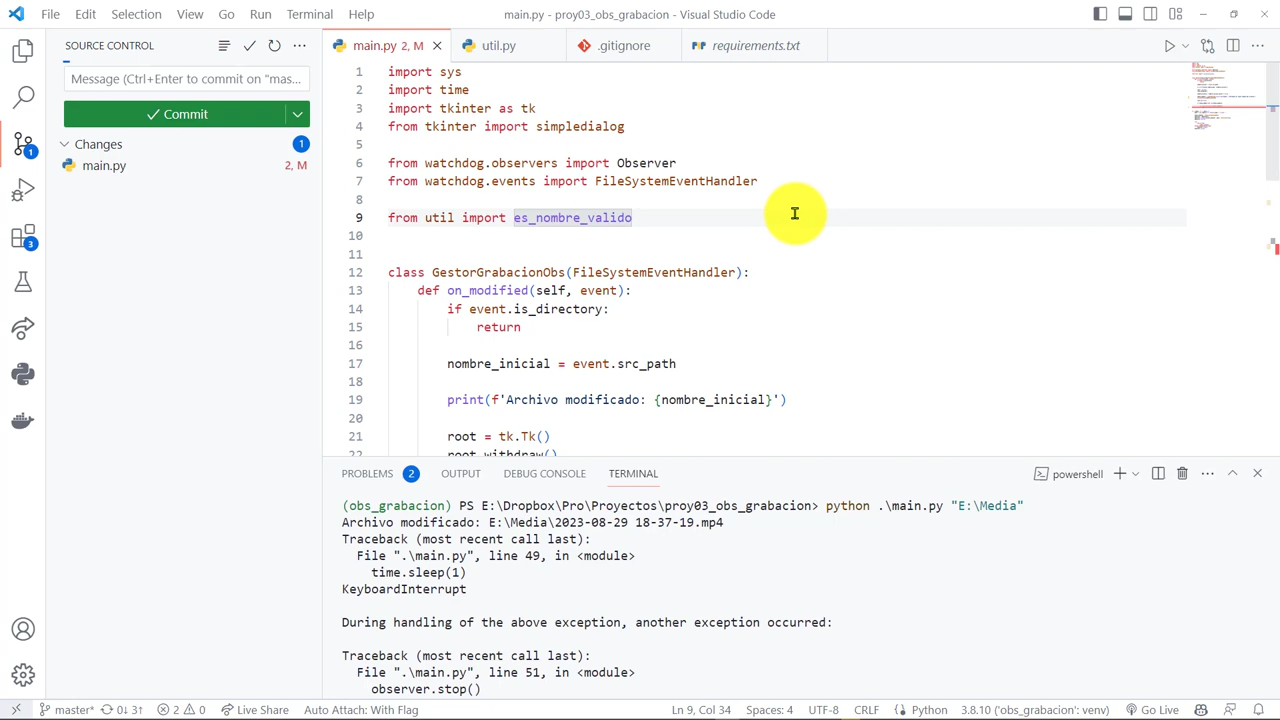 File Edit Selection View Go Run Terminal Help
main.py - proy03_obs_grabacion - Visual Studio Code
SOURCE CONTROL
Message (Ctrl+Enter to commit on "mas...
Commit
Changes 1
main.py 2, M
1
3
main.py 2, M
util.py
.gitignore
requirements.txt
1 import sys
2 import time
3 import tkinter as tk
4 from tkinter import simpledialog
5
6 from watchdog.observers import Observer
7 from watchdog.events import FileSystemEventHandler
8
9 from util import es_nombre_valido
10
11
12 class GestorGrabacionObs(FileSystemEventHandler):
13 def on_modified(self, event):
14 if event.is_directory:
15 return
16
17 nombre_inicial = event.src_path
18
19 print(f'Archivo modificado: {nombre_inicial}')
20
21 root = tk.Tk()
22 root.withdraw()
PROBLEMS 2 OUTPUT DEBUG CONSOLE TERMINAL
powershell
(obs_grabacion) PS E:\Dropbox\Pro\Proyectos\proy03_obs_grabacion> python .\main.py "E:\Media"
Archivo modificado: E:\Media\2023-08-29 18-37-19.mp4
Traceback (most recent call last):
File ".\main.py", line 49, in <module>
time.sleep(1)
KeyboardInterrupt
During handling of the above exception, another exception occurred:
Traceback (most recent call last):
File ".\main.py", line 51, in <module>
observer.stop()
master* 0↓ 3↑ 2 0 Live Share Auto Attach: With Flag Ln 9, Col 34 Spaces: 4 UTF-8 CRLF Python 3.8.10 ('obs_grabacion': venv) Go Live